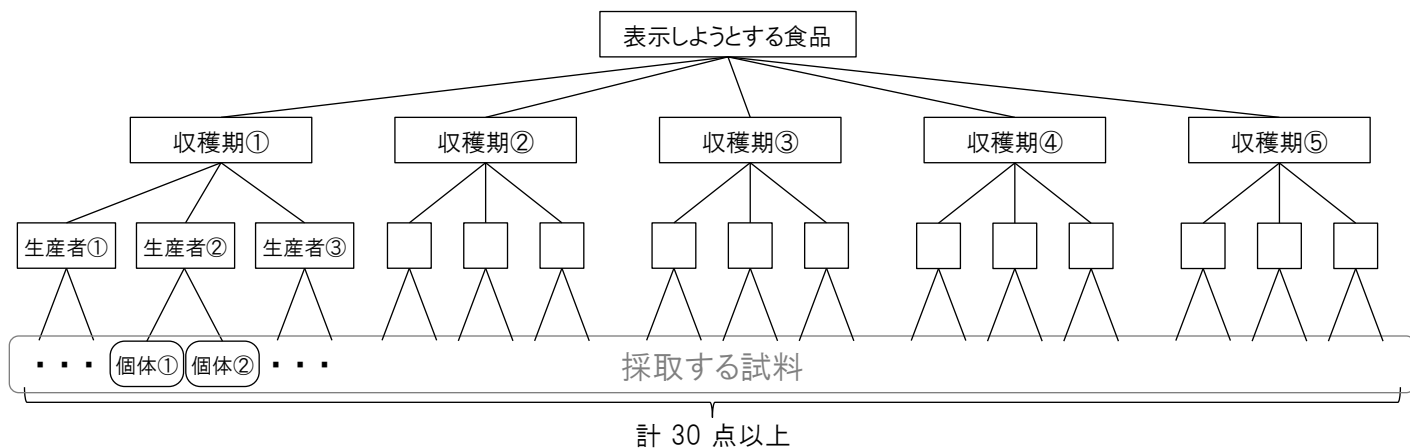 表示しようとする食品
収穫期① 収穫期② 収穫期③ 収穫期④ 収穫期⑤
生産者① 生産者② 生産者③
・・・ 個体① 個体② ・・・ 採取する試料
計 30 点以上